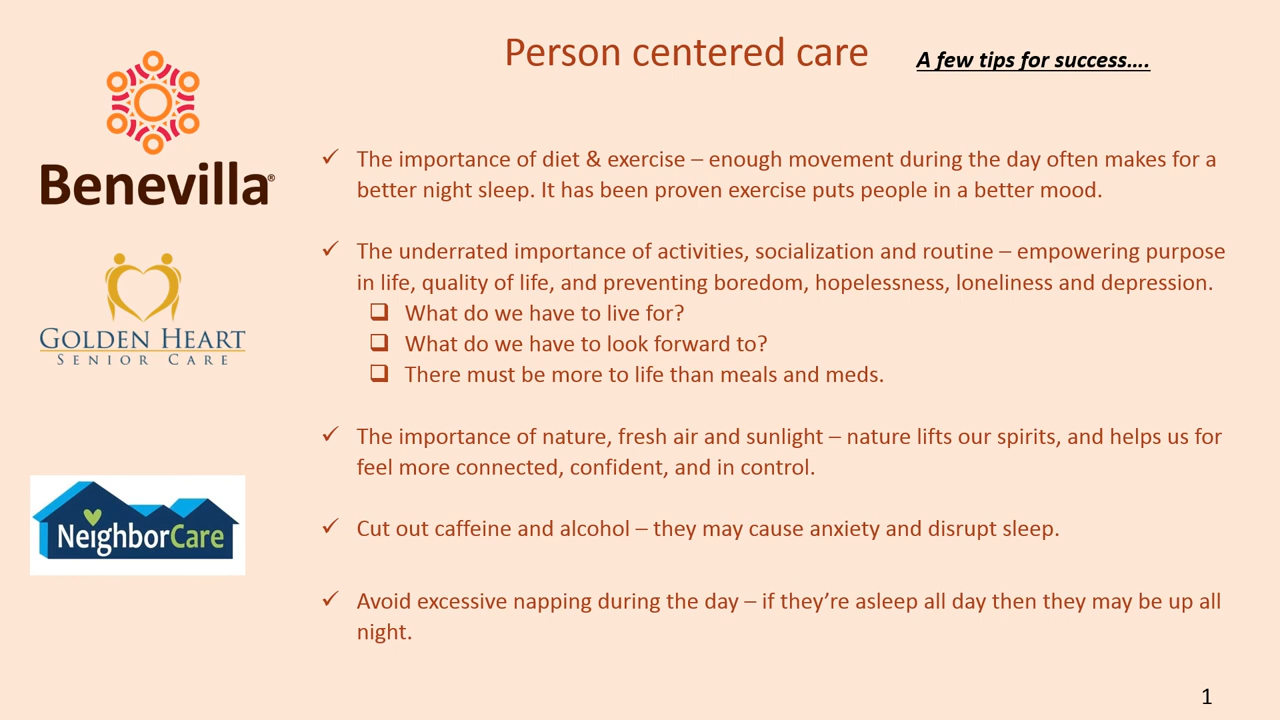 Person centered care
A few tips for success....
Benevilla®
GOLDEN HEART
SENIOR CARE
NeighborCare
✓ The importance of diet & exercise – enough movement during the day often makes for a
better night sleep. It has been proven exercise puts people in a better mood.
✓ The underrated importance of activities, socialization and routine – empowering purpose
in life, quality of life, and preventing boredom, hopelessness, loneliness and depression.
❑ What do we have to live for?
❑ What do we have to look forward to?
❑ There must be more to life than meals and meds.
✓ The importance of nature, fresh air and sunlight – nature lifts our spirits, and helps us for
feel more connected, confident, and in control.
✓ Cut out caffeine and alcohol – they may cause anxiety and disrupt sleep.
✓ Avoid excessive napping during the day – if they’re asleep all day then they may be up all
night.
1